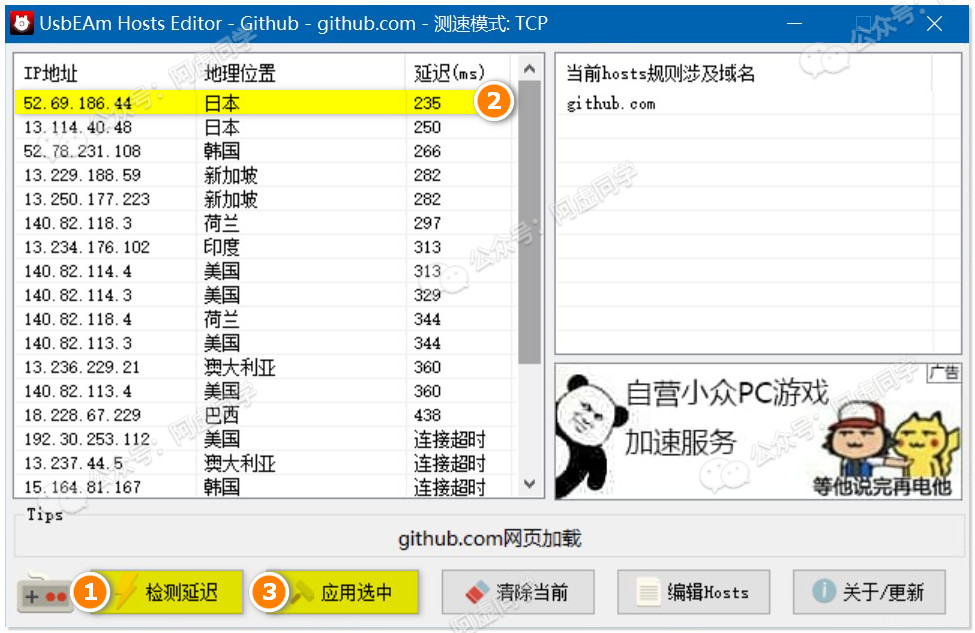 UsbEAm Hosts Editor - Github - github.com - 测速模式: TCP
IP地址 地理位置 延迟(ms)
52.69.186.44 日本 235
2
13.114.40.48 日本 250
52.78.231.108 韩国 266
13.229.188.59 新加坡 282
13.250.177.223 新加坡 282
140.82.118.3 荷兰 297
13.234.176.102 印度 313
140.82.114.4 美国 313
140.82.114.3 美国 329
140.82.118.4 荷兰 344
140.82.113.3 美国 344
13.236.229.21 澳大利亚 360
140.82.113.4 美国 360
18.228.67.229 巴西 438
192.30.253.112 美国 连接超时
13.237.44.5 澳大利亚 连接超时
15.164.81.167 韩国 连接超时
当前hosts规则涉及域名
github.com
广告
自营小众PC游戏
加速服务
等他说完再电他
Tips
github.com网页加载
1 检测延迟
3 应用选中
清除当前
编辑Hosts
关于/更新
公众号: 阿虚同学